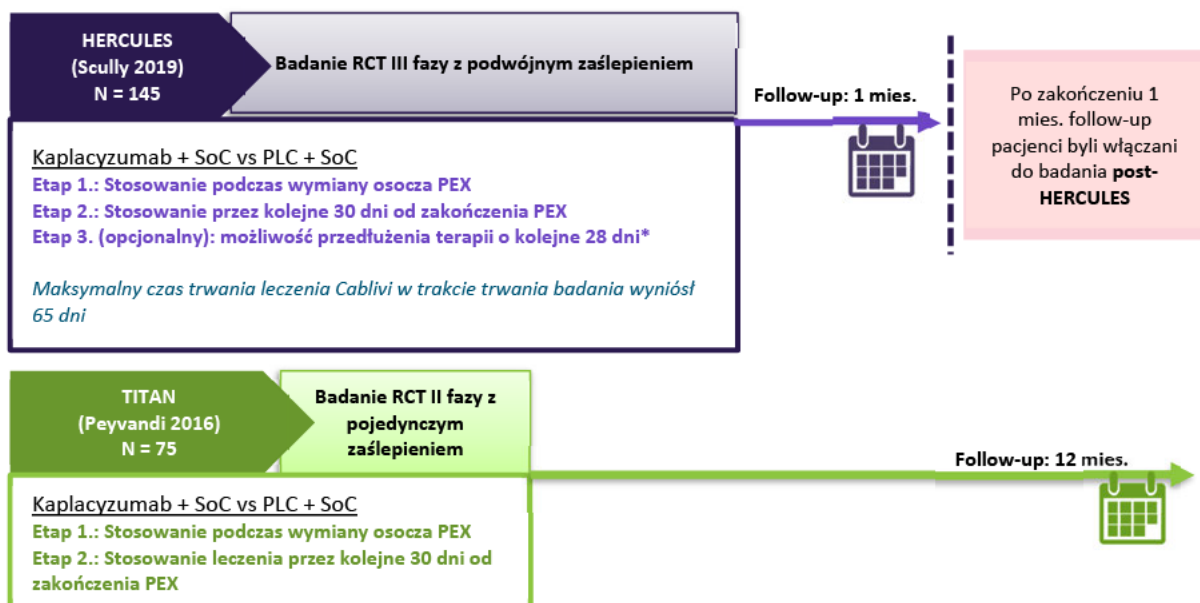 HERCULES
(Scully 2019)
N = 145
Badanie RCT III fazy z podwójnym zaślepieniem
Follow-up: 1 mies.
Po zakończeniu 1
mies. follow-up
pacjenci byli włączani
do badania post-
HERCULES
Kaplacyzumab + SoC vs PLC + SoC
Etap 1.: Stosowanie podczas wymiany osocza PEX
Etap 2.: Stosowanie przez kolejne 30 dni od zakończenia PEX
Etap 3. (opcjonalny): możliwość przedłużenia terapii o kolejne 28 dni*
Maksymalny czas trwania leczenia Cablivi w trakcie trwania badania wyniósł
65 dni
TITAN
(Peyvandi 2016)
N = 75
Badanie RCT II fazy z
pojedynczym
zaślepieniem
Follow-up: 12 mies.
Kaplacyzumab + SoC vs PLC + SoC
Etap 1.: Stosowanie podczas wymiany osocza PEX
Etap 2.: Stosowanie leczenia przez kolejne 30 dni od
zakończenia PEX